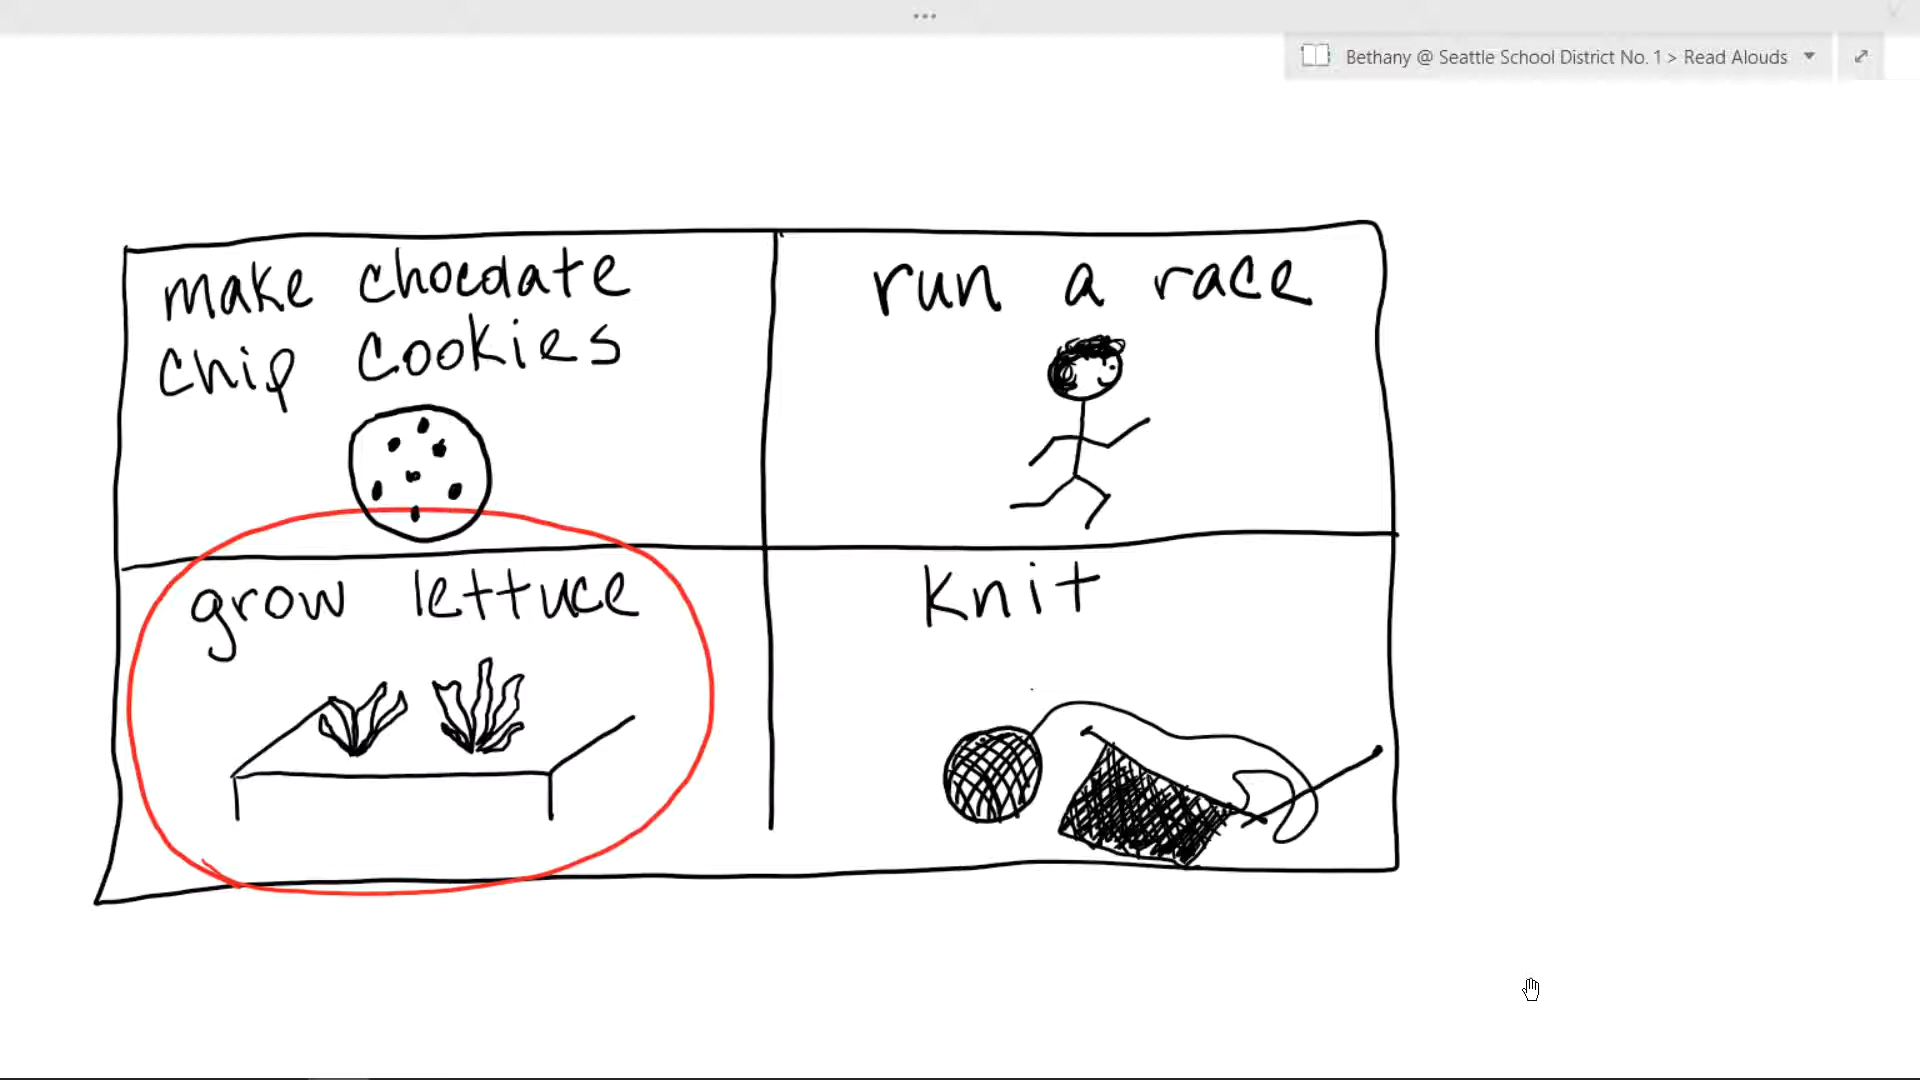 Bethany @ Seattle School District No. 1 > Read Alouds
make chocolate
chip cookies
run a race
grow lettuce
knit